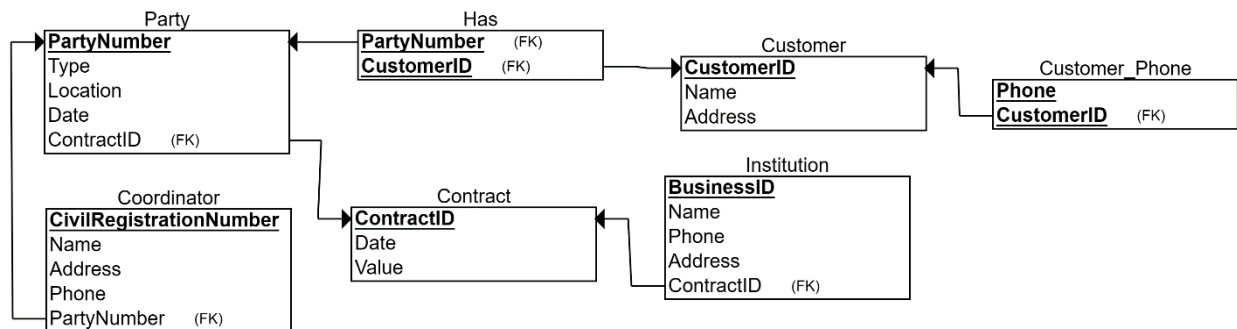 Party
PartyNumber
Type
Location
Date
ContractID (FK)
Has
PartyNumber (FK)
CustomerID (FK)
Customer
CustomerID
Name
Address
Customer_Phone
Phone
CustomerID (FK)
Coordinator
CivilRegistrationNumber
Name
Address
Phone
PartyNumber (FK)
Contract
ContractID
Date
Value
Institution
BusinessID
Name
Phone
Address
ContractID (FK)